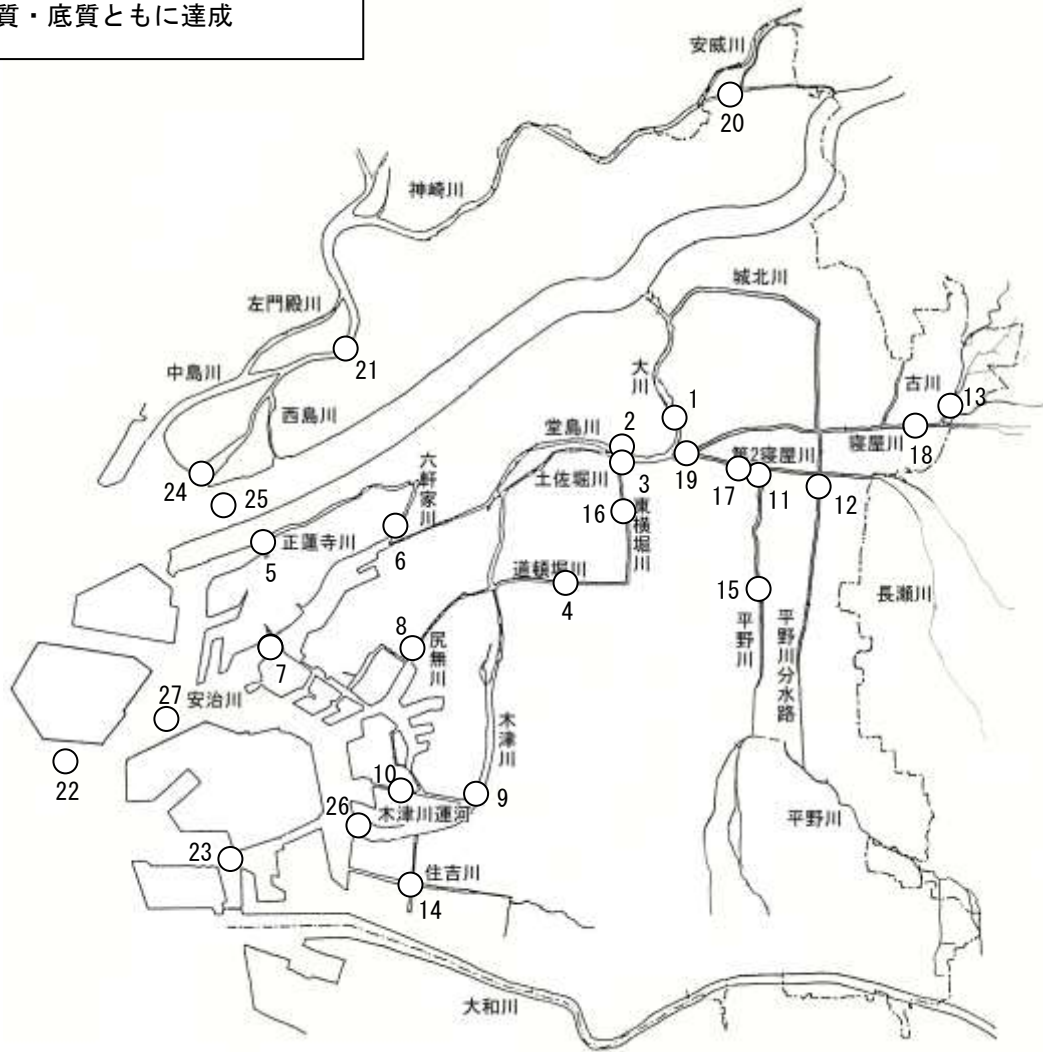 質・底質ともに達成
安威川
20
神崎川
城北川
左門殿川
21
中島川
大川
古川
13
西島川
1
堂島川
2
寝屋川
18
六軒家川
土佐堀川
3
19
第2寝屋川
17
11
12
24
25
16
東横堀川
正蓮寺川
5
6
道頓堀川
4
15
長瀬川
8
尻無川
平野川
平野川分水路
7
安治川
27
木津川
22
10
9
26
木津川運河
平野川
23
住吉川
14
大和川